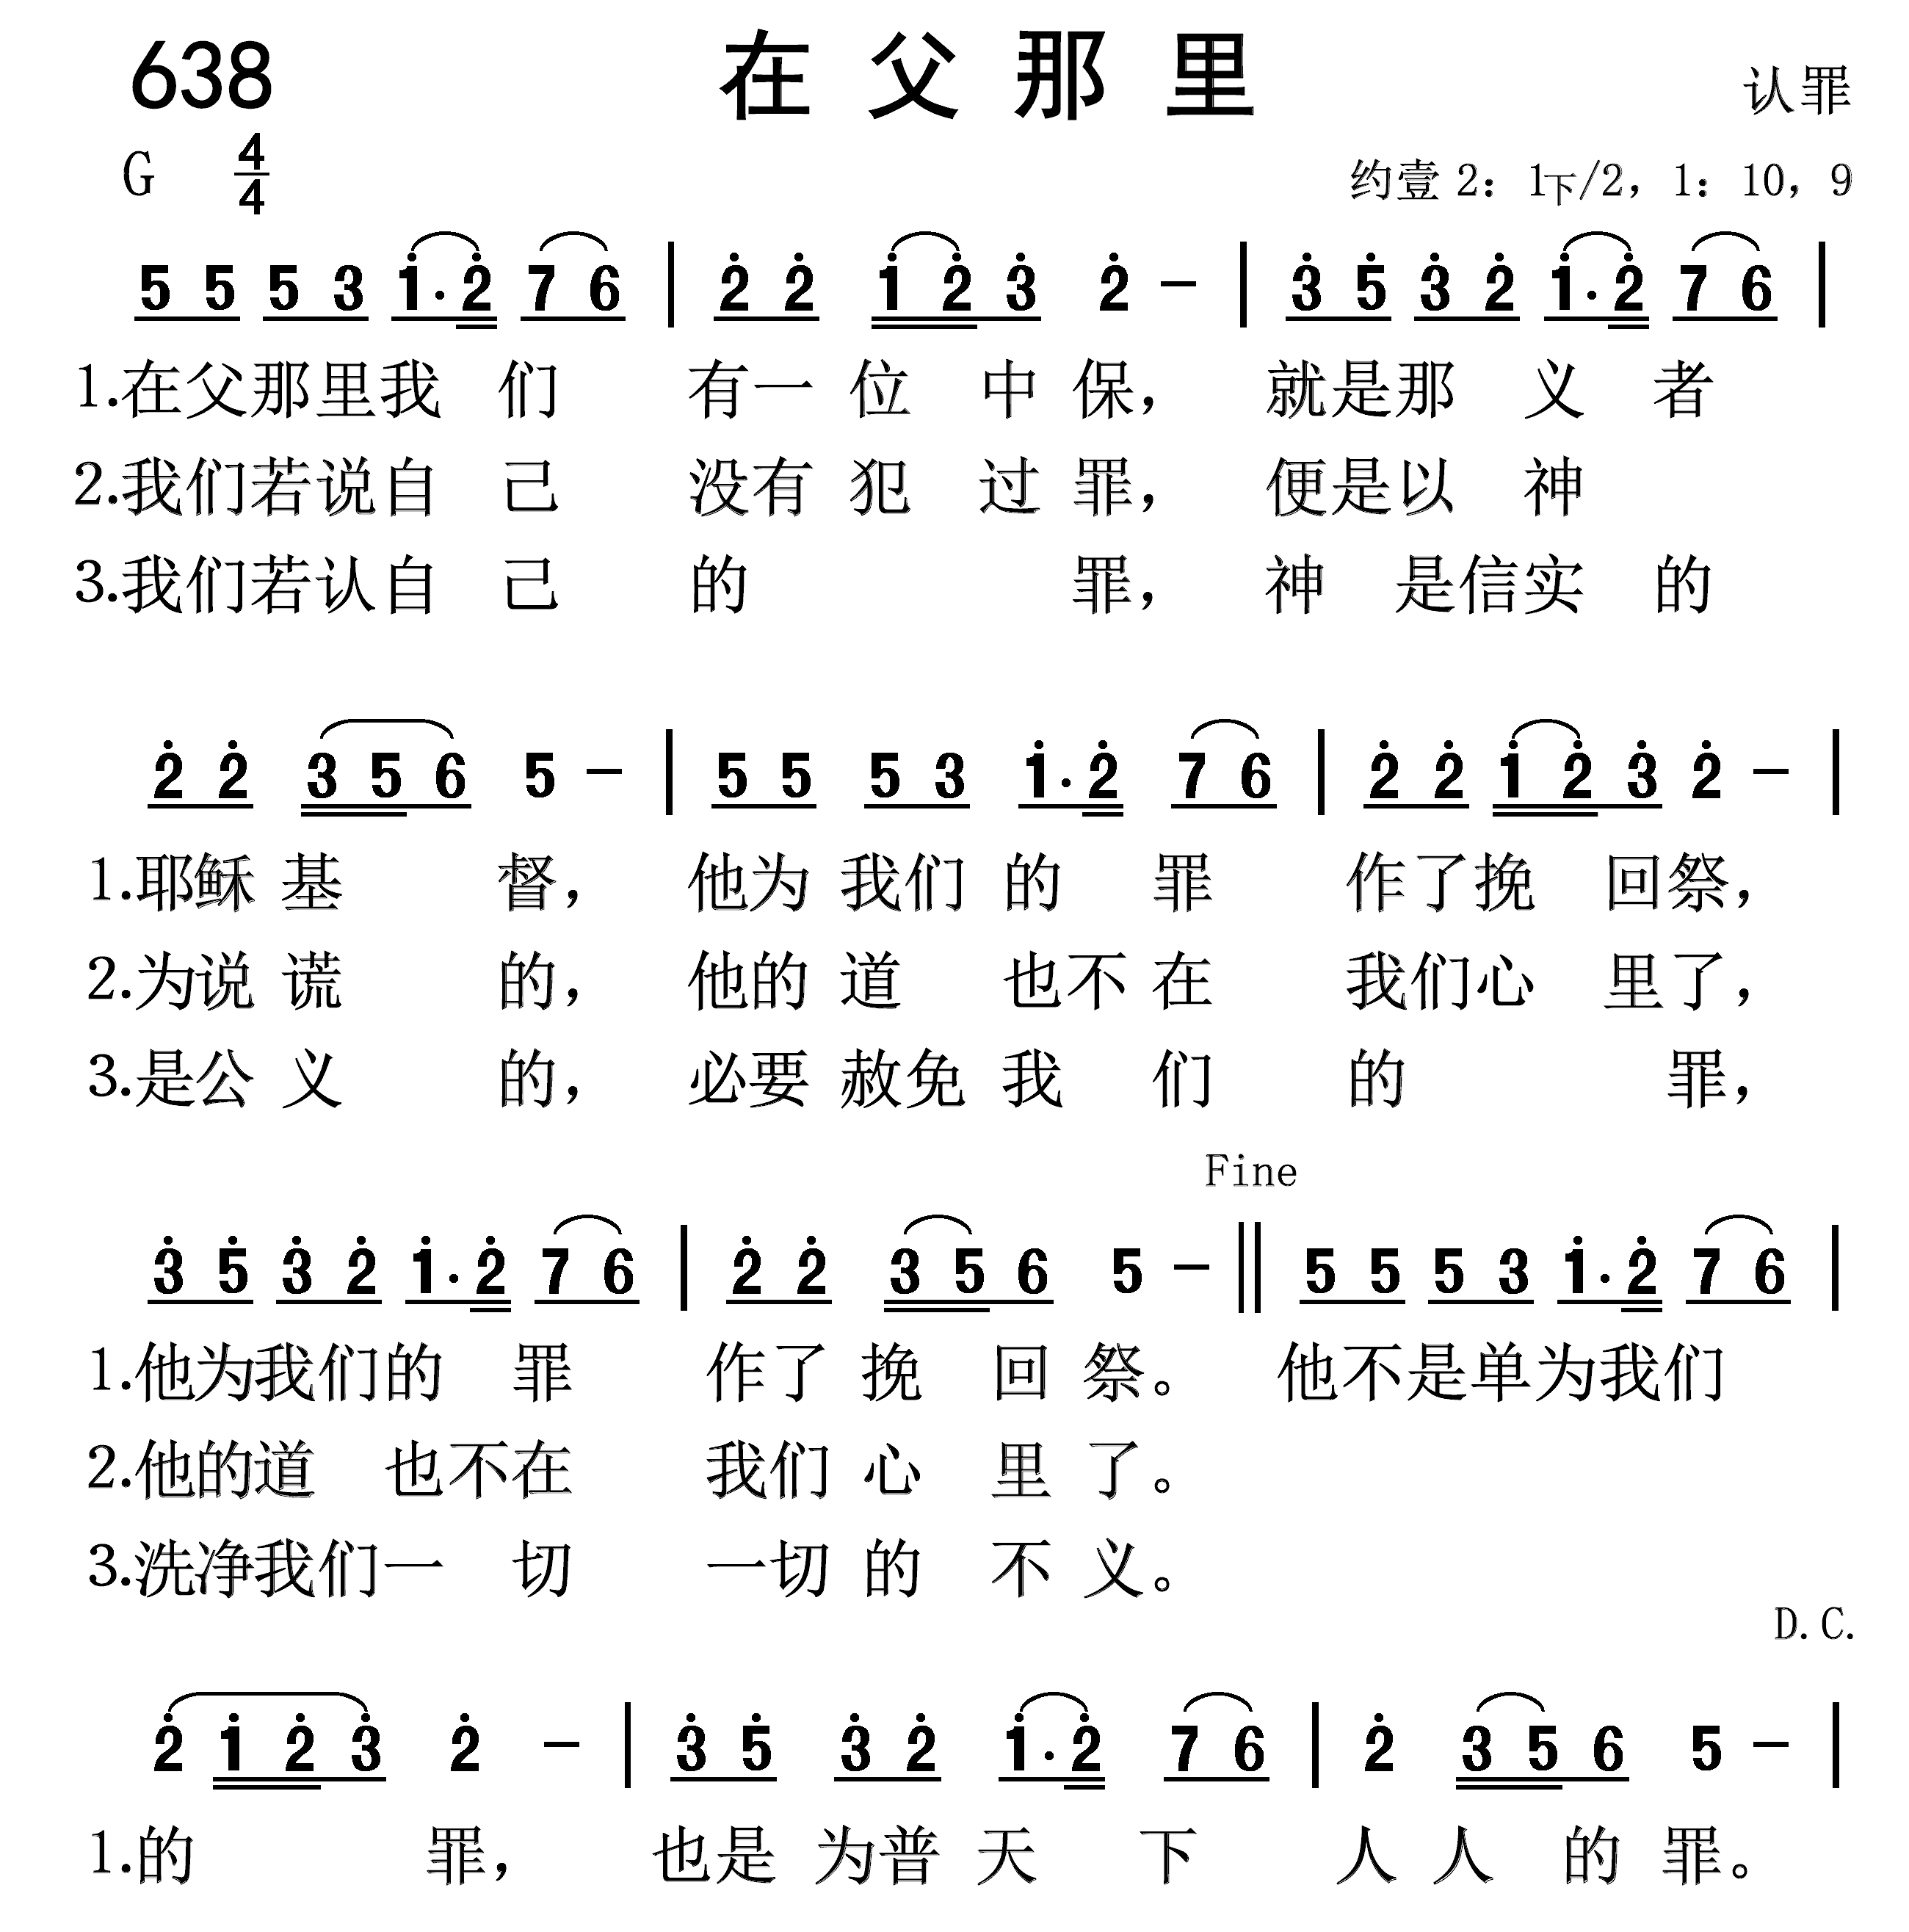 638 在父那里 认罪
G 4/4 约壹 2：1下/2，1：10，9
5 5 5 3 1·2 7 6 | 2 2 1 2 3 2 － | 3 5 3 2 1·2 7 6 |
1.在父那里我们 有一位中保， 就是那义者
2.我们若说自己 没有犯过罪， 便是以神
3.我们若认自己 的罪， 神是信实的
2 2 3 5 6 5 － | 5 5 5 3 1·2 7 6 | 2 2 1 2 3 2 － |
1.耶稣基督， 他为我们的罪 作了挽回祭，
2.为说谎的， 他的道也不在 我们心里了，
3.是公义的， 必要赦免我们 的罪，
Fine
3 5 3 2 1·2 7 6 | 2 2 3 5 6 5 － || 5 5 5 3 1·2 7 6 |
1.他为我们的罪 作了挽回祭。 他不是单为我们
2.他的道也不在 我们心里了。
3.洗净我们一切 一切的不义。
D.C.
2 1 2 3 2 － | 3 5 3 2 1·2 7 6 | 2 3 5 6 5 － |
1.的罪， 也是为普天下 人人的罪。